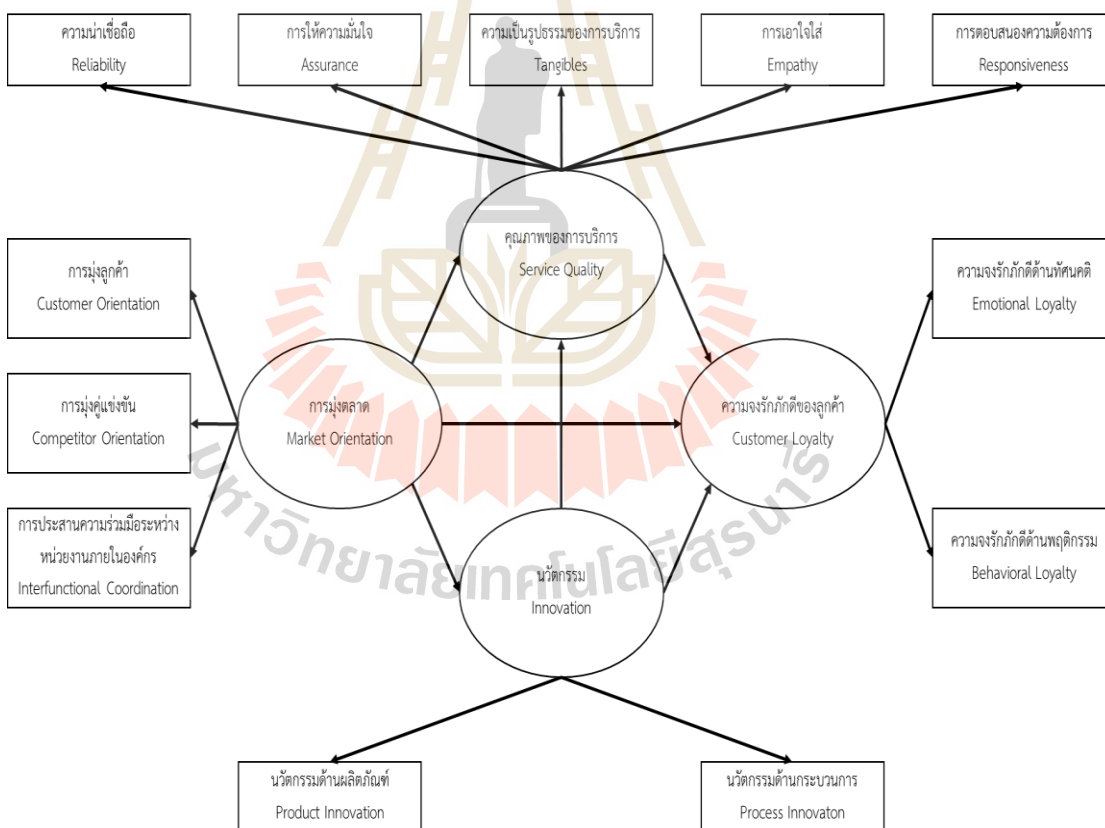 ความน่าเชื่อถือ
Reliability
การให้ความมั่นใจ
Assurance
ความเป็นรูปธรรมของการบริการ
Tangibles
การเอาใจใส่
Empathy
การตอบสนองความต้องการ
Responsiveness
คุณภาพของการบริการ
Service Quality
การมุ่งลูกค้า
Customer Orientation
ความจงรักภักดีด้านทัศนคติ
Emotional Loyalty
การมุ่งคู่แข่งขัน
Competitor Orientation
การมุ่งตลาด
Market Orientation
ความจงรักภักดีของลูกค้า
Customer Loyalty
การประสานความร่วมมือระหว่าง
หน่วยงานภายในองค์กร
Interfunctional Coordination
นวัตกรรม
Innovation
ความจงรักภักดีด้านพฤติกรรม
Behavioral Loyalty
มหาวิทยาลัยเทคโนโลยีสุรนารี
นวัตกรรมด้านผลิตภัณฑ์
Product Innovation
นวัตกรรมด้านกระบวนการ
Process Innovaton